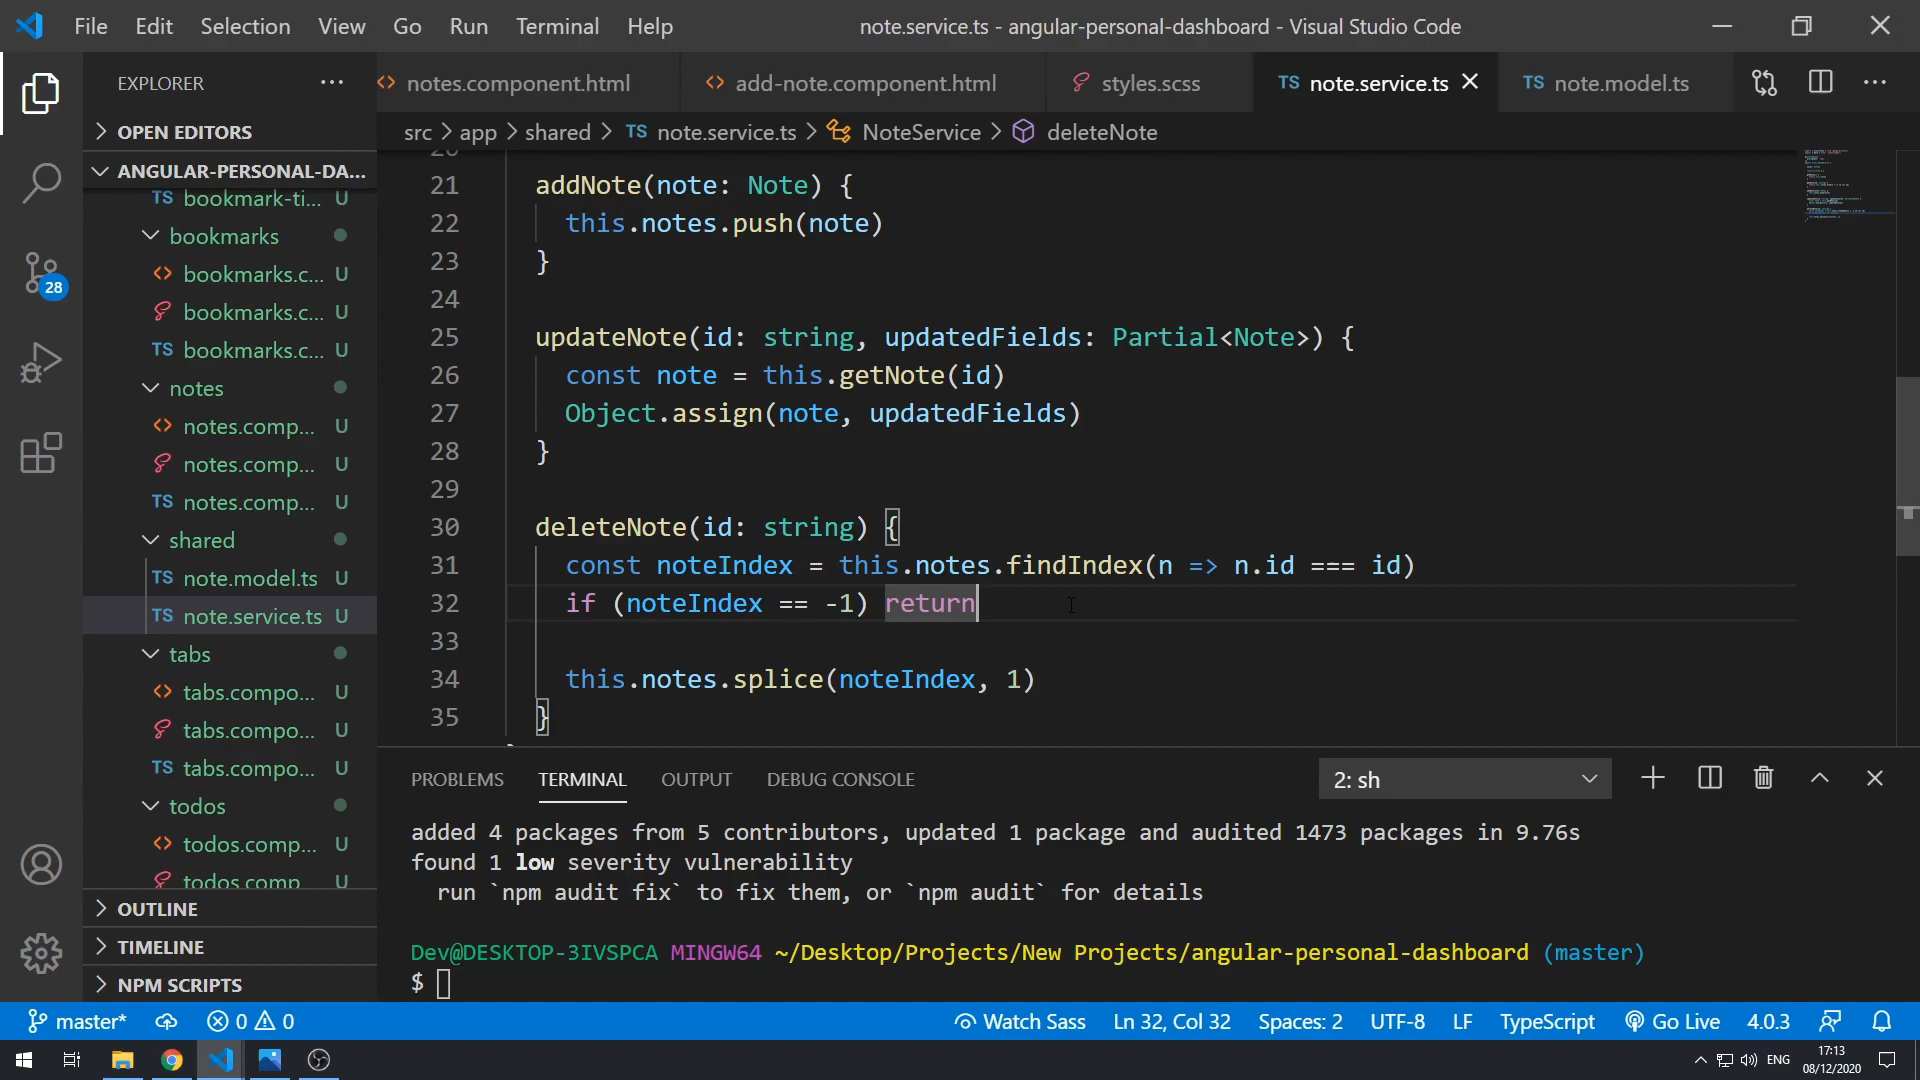 File Edit Selection View Go Run Terminal Help note.service.ts - angular-personal-dashboard - Visual Studio Code
EXPLORER ··· notes.component.html add-note.component.html styles.scss TS note.service.ts TS note.model.ts ···
OPEN EDITORS
src > app > shared > TS note.service.ts > NoteService > deleteNote
ANGULAR-PERSONAL-DA...
TS bookmark-ti... U
bookmarks
bookmarks.c... U
bookmarks.c... U
TS bookmarks.c... U
notes
notes.comp... U
notes.comp... U
TS notes.comp... U
shared
TS note.model.ts U
TS note.service.ts U
tabs
tabs.compo... U
tabs.compo... U
TS tabs.compo... U
todos
todos.comp... U
todos.comp U
OUTLINE
TIMELINE
NPM SCRIPTS
28
20
21 addNote(note: Note) {
22 this.notes.push(note)
23 }
24
25 updateNote(id: string, updatedFields: Partial<Note>) {
26 const note = this.getNote(id)
27 Object.assign(note, updatedFields)
28 }
29
30 deleteNote(id: string) {
31 const noteIndex = this.notes.findIndex(n => n.id === id)
32 if (noteIndex == -1) return
33
34 this.notes.splice(noteIndex, 1)
35 }
PROBLEMS TERMINAL OUTPUT DEBUG CONSOLE 2: sh
added 4 packages from 5 contributors, updated 1 package and audited 1473 packages in 9.76s
found 1 low severity vulnerability
run `npm audit fix` to fix them, or `npm audit` for details
Dev@DESKTOP-3IVSPCA MINGW64 ~/Desktop/Projects/New Projects/angular-personal-dashboard (master)
$
master* 0 0 Watch Sass Ln 32, Col 32 Spaces: 2 UTF-8 LF TypeScript Go Live 4.0.3
ENG 17:13
08/12/2020